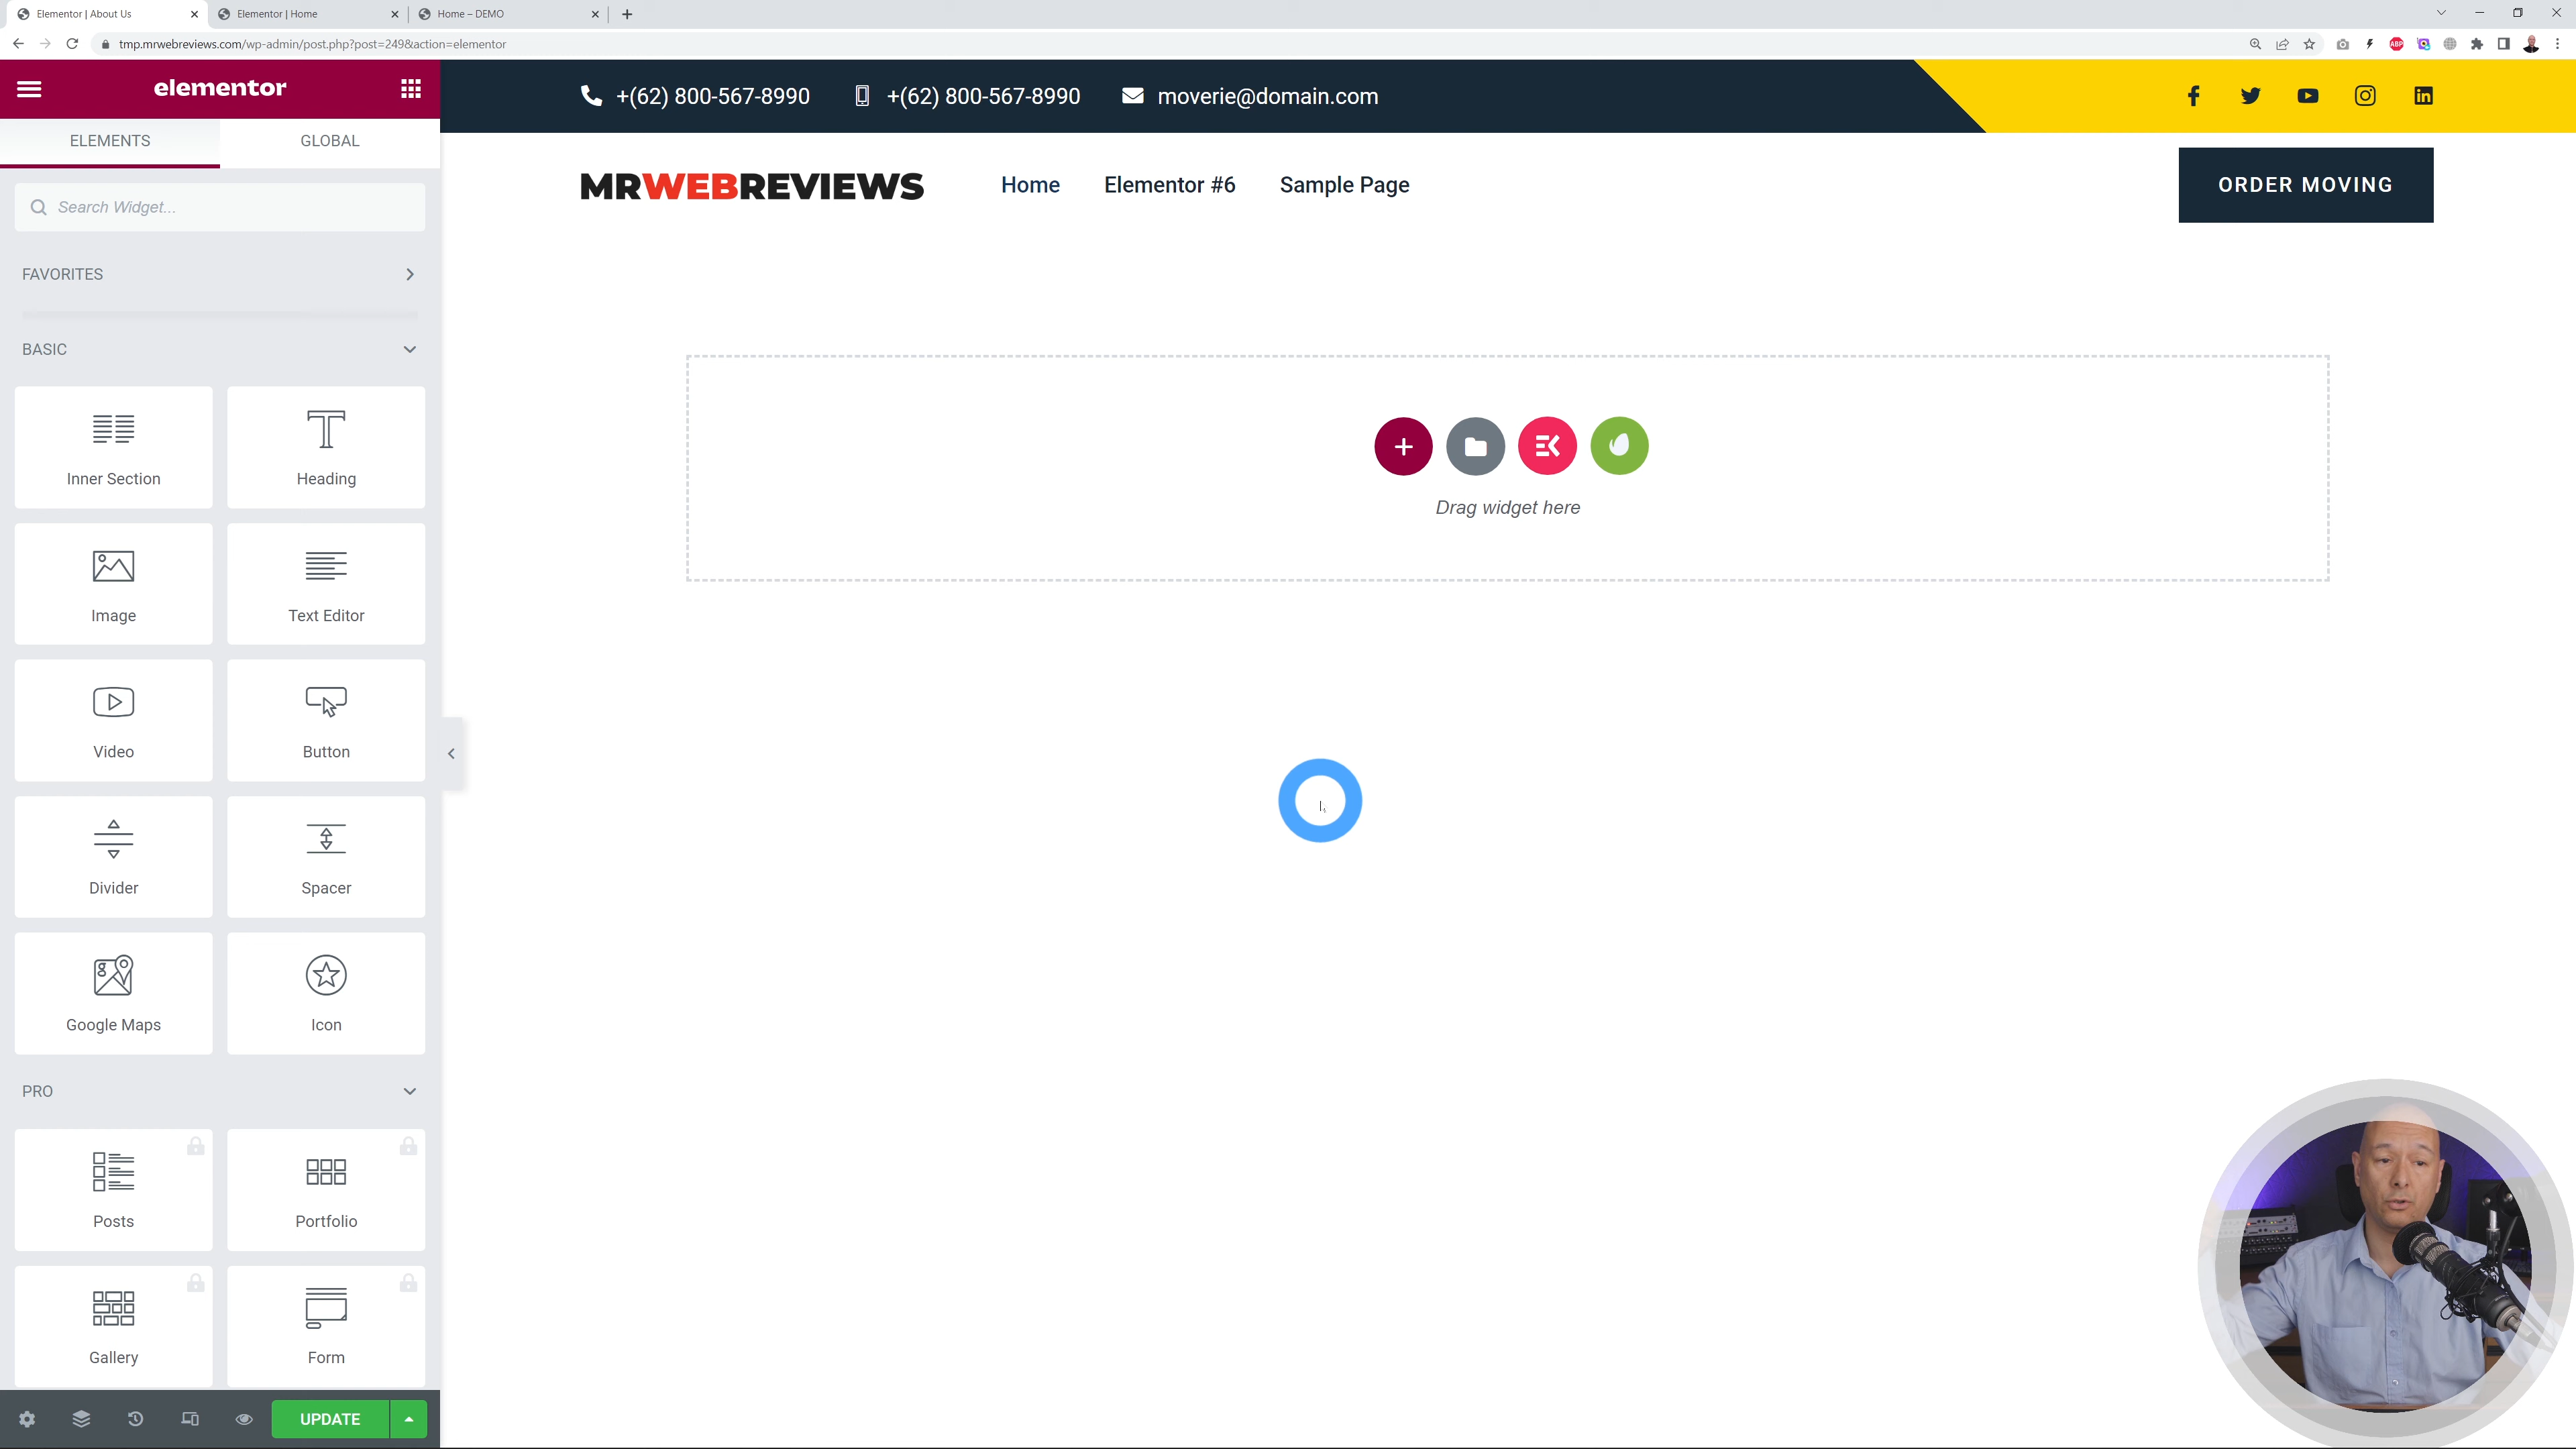 Elementor | About Us
Elementor | Home
Home – DEMO
tmp.mrwebreviews.com/wp-admin/post.php?post=249&action=elementor
ABP
elementor
+(62) 800-567-8990
+(62) 800-567-8990
moverie@domain.com
ELEMENTS
GLOBAL
MRWEBREVIEWS
Home
Elementor #6
Sample Page
ORDER MOVING
Search Widget...
FAVORITES
BASIC
Inner Section
Heading
Drag widget here
Image
Text Editor
Video
Button
Divider
Spacer
Google Maps
Icon
PRO
Posts
Portfolio
Gallery
Form
UPDATE